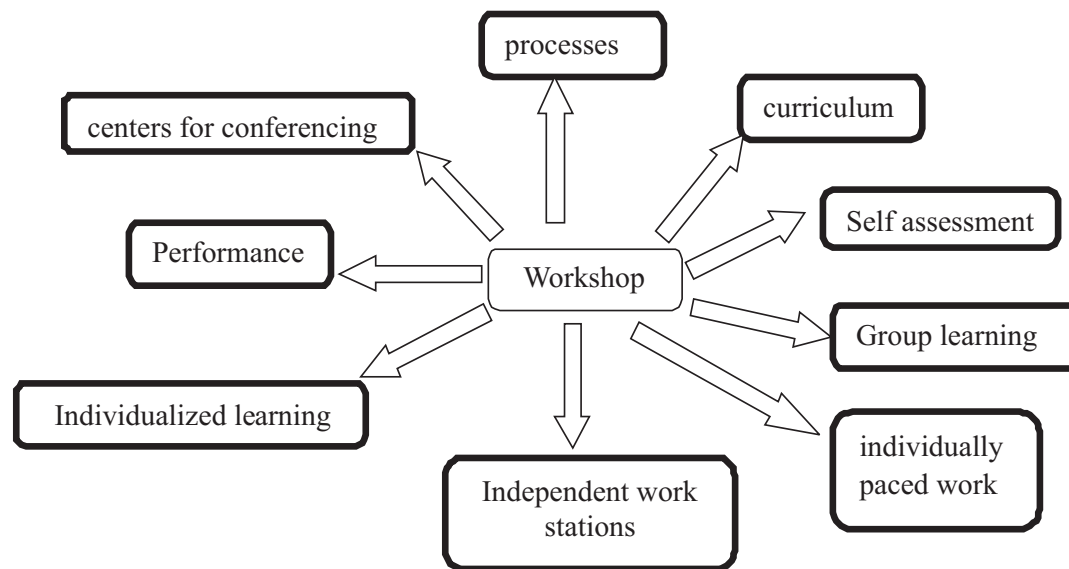 processes
curriculum
centers for conferencing
Self assessment
Performance
Workshop
Group learning
Individualized learning
individually
paced work
Independent work
stations